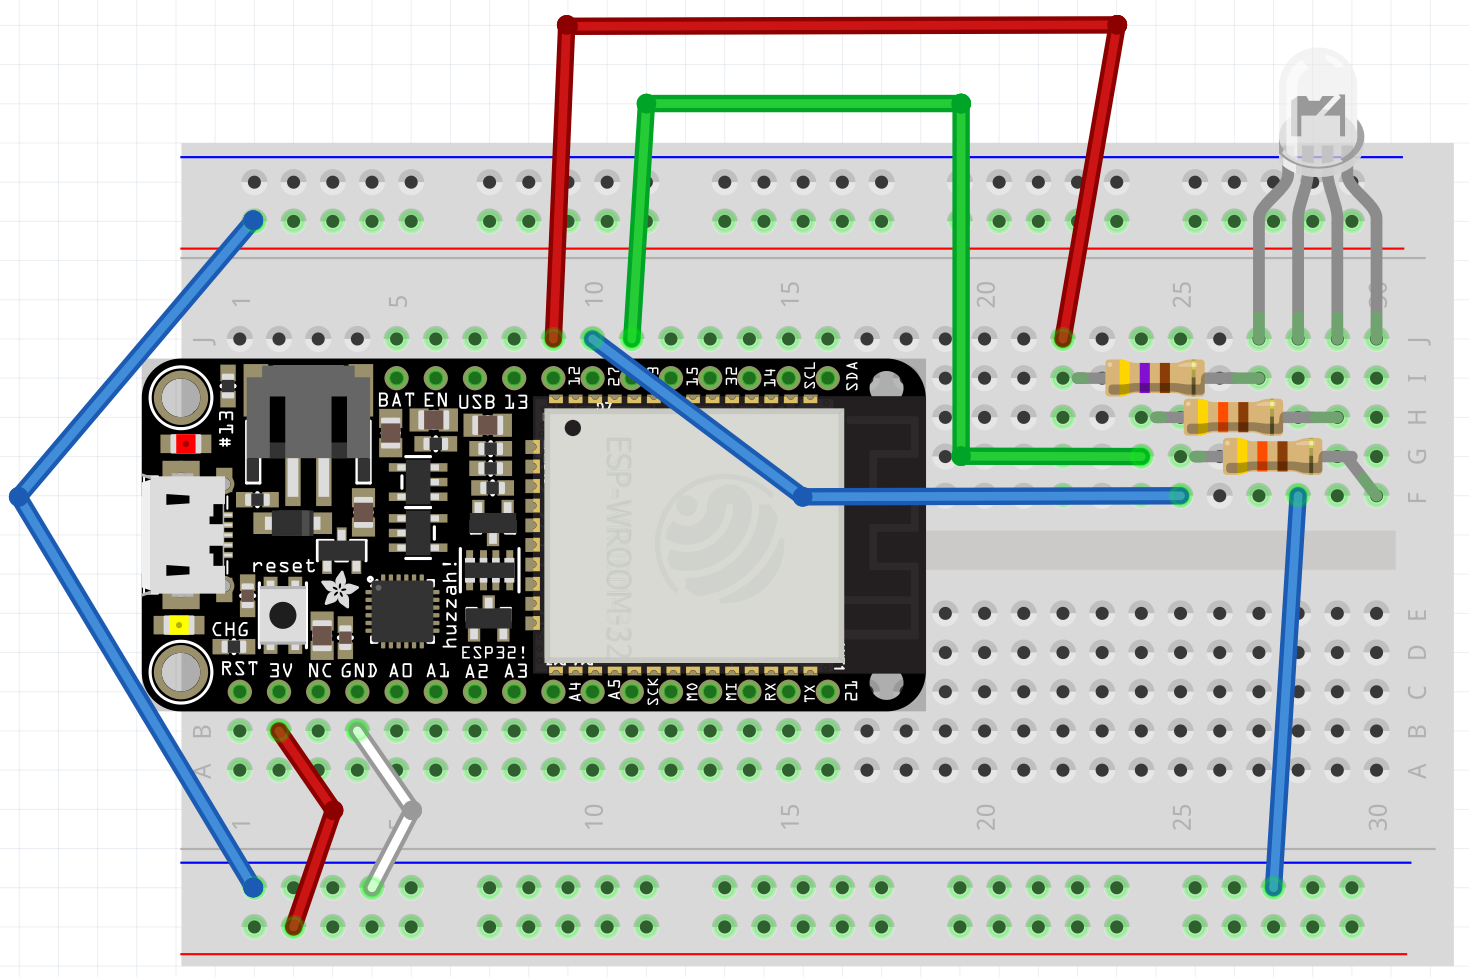 1 5 10 15 20 25 30
J J
BAT EN USB 13 12 27 33 15 32 14 SCL SDA
I
#13
H
G
ESP-WROOM-32
F
reset
huzzah!
E
CHG
ESP32!
D
RST 3V NC GND A0 A1 A2 A3 A4 A5 SCK MO MI RX TX 21
C
B B
A A
1 5 10 15 20 25 30